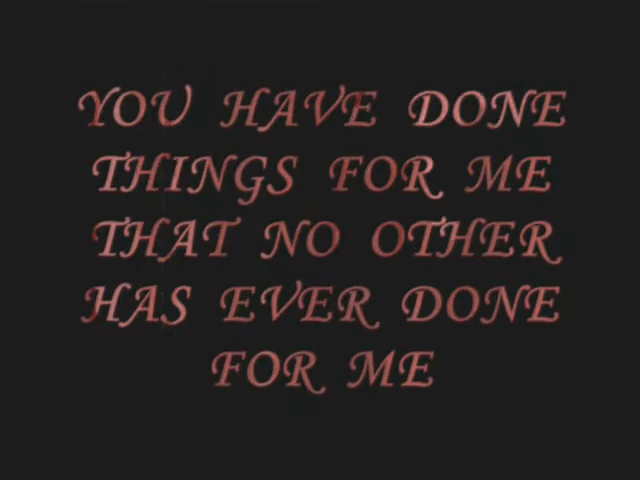 YOU HAVE DONE
THINGS FOR ME
THAT NO OTHER
HAS EVER DONE
FOR ME